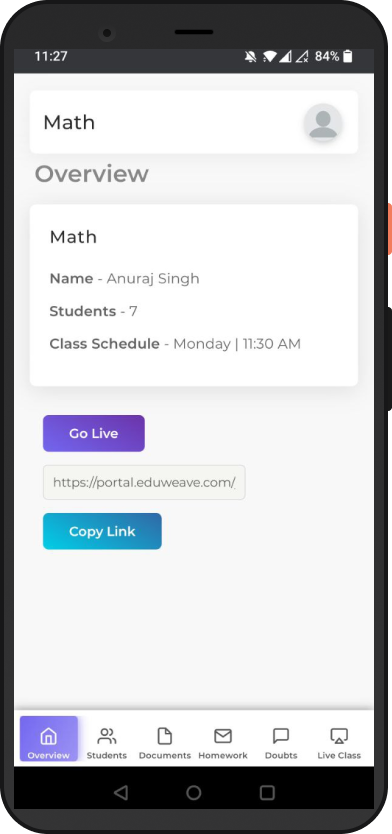 11:27 84%
Math
Overview
Math
Name - Anuraj Singh
Students - 7
Class Schedule - Monday | 11:30 AM
Go Live
https://portal.eduweave.com/
Copy Link
Overview Students Documents Homework Doubts Live Class